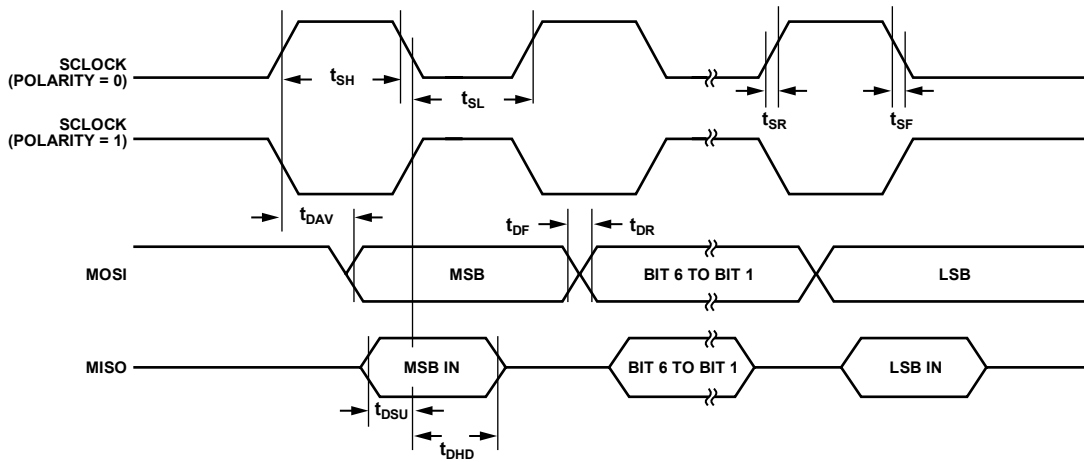 SCLOCK
(POLARITY = 0)
tSH
tSL
tSR
tSF
SCLOCK
(POLARITY = 1)
tDAV
tDF
tDR
MOSI
MSB
BIT 6 TO BIT 1
LSB
MISO
MSB IN
BIT 6 TO BIT 1
LSB IN
tDSU
tDHD